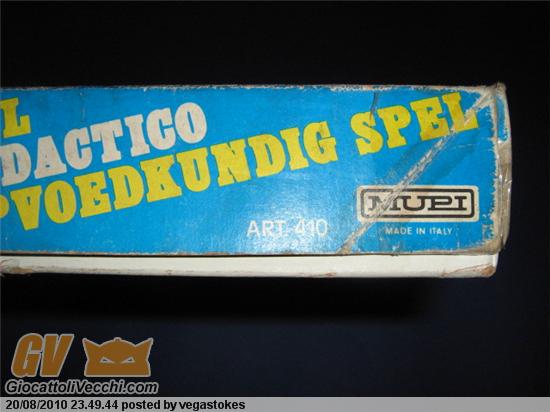 L
DACTICO
PVOEDKUNDIG SPEL
MUPI
ART. 410
MADE IN ITALY
GV
GiocattoliVecchi.com
20/08/2010 23.49.44 posted by vegastokes